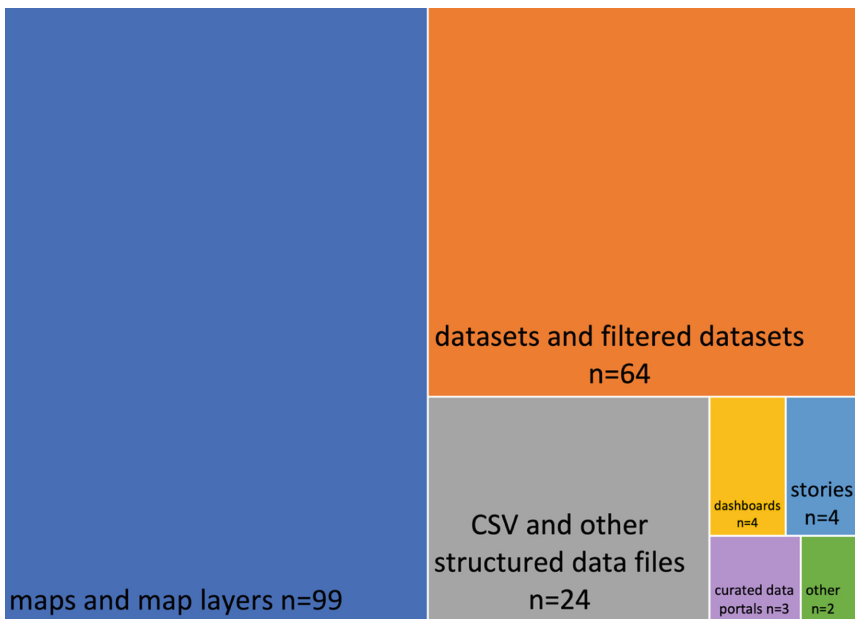 maps and map layers n=99
datasets and filtered datasets
n=64
CSV and other
structured data files
n=24
dashboards
n=4
stories
n=4
curated data
portals n=3
other
n=2